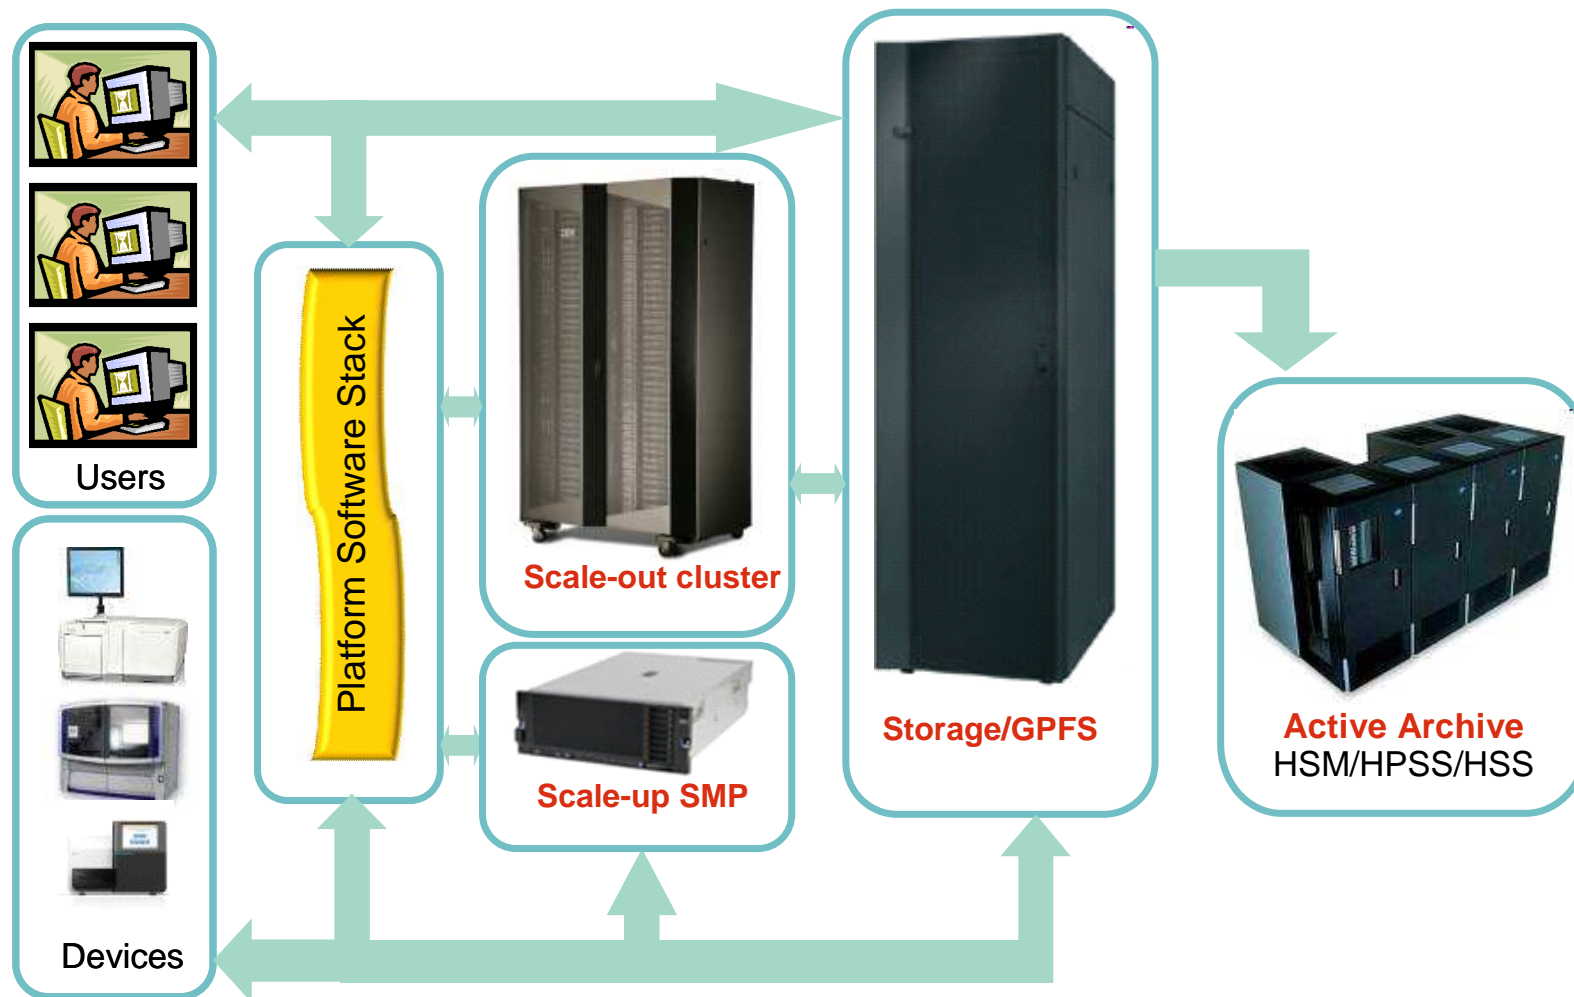 Users
Devices
Platform Software Stack
Scale-out cluster
Scale-up SMP
Storage/GPFS
Active Archive
HSM/HPSS/HSS